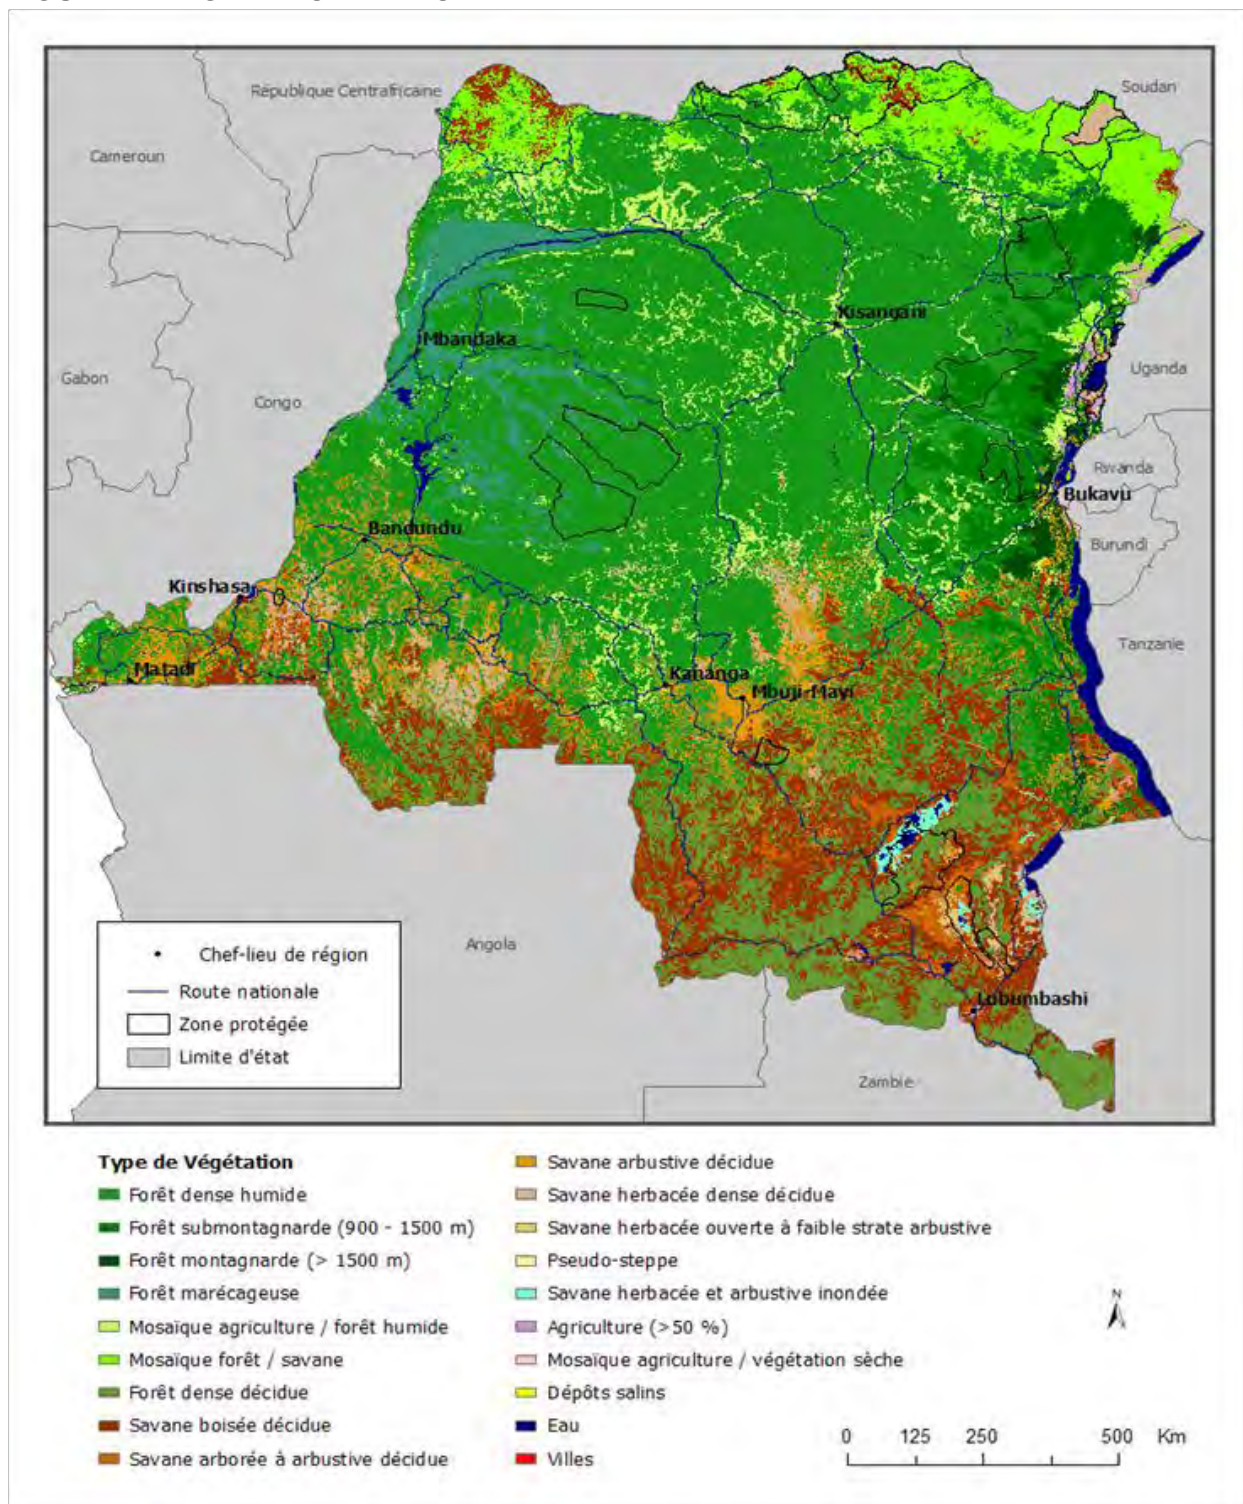 République Centrafricaine
Soudan
Cameroun
Kisangani
Mbandaka
Uganda
Gabon
Congo
Rwanda
Bukavu
Bandundu
Burundi
Kinshasa
Tanzanie
Matadi
Kananga
Mbuji-Mayi
Angola
Lobumbashi
Zambie
Chef-lieu de région
Route nationale
Zone protégée
Limite d'état
Type de Végétation
Forêt dense humide
Forêt submontagnarde (900 - 1500 m)
Forêt montagnarde (> 1500 m)
Forêt marécageuse
Mosaïque agriculture / forêt humide
Mosaïque forêt / savane
Forêt dense décidue
Savane boisée décidue
Savane arborée à arbustive décidue
Savane arbustive décidue
Savane herbacée dense décidue
Savane herbacée ouverte à faible strate arbustive
Pseudo-steppe
Savane herbacée et arbustive inondée
Agriculture (>50 %)
Mosaïque agriculture / végétation sèche
Dépôts salins
Eau
Villes
N
0 125 250 500 Km